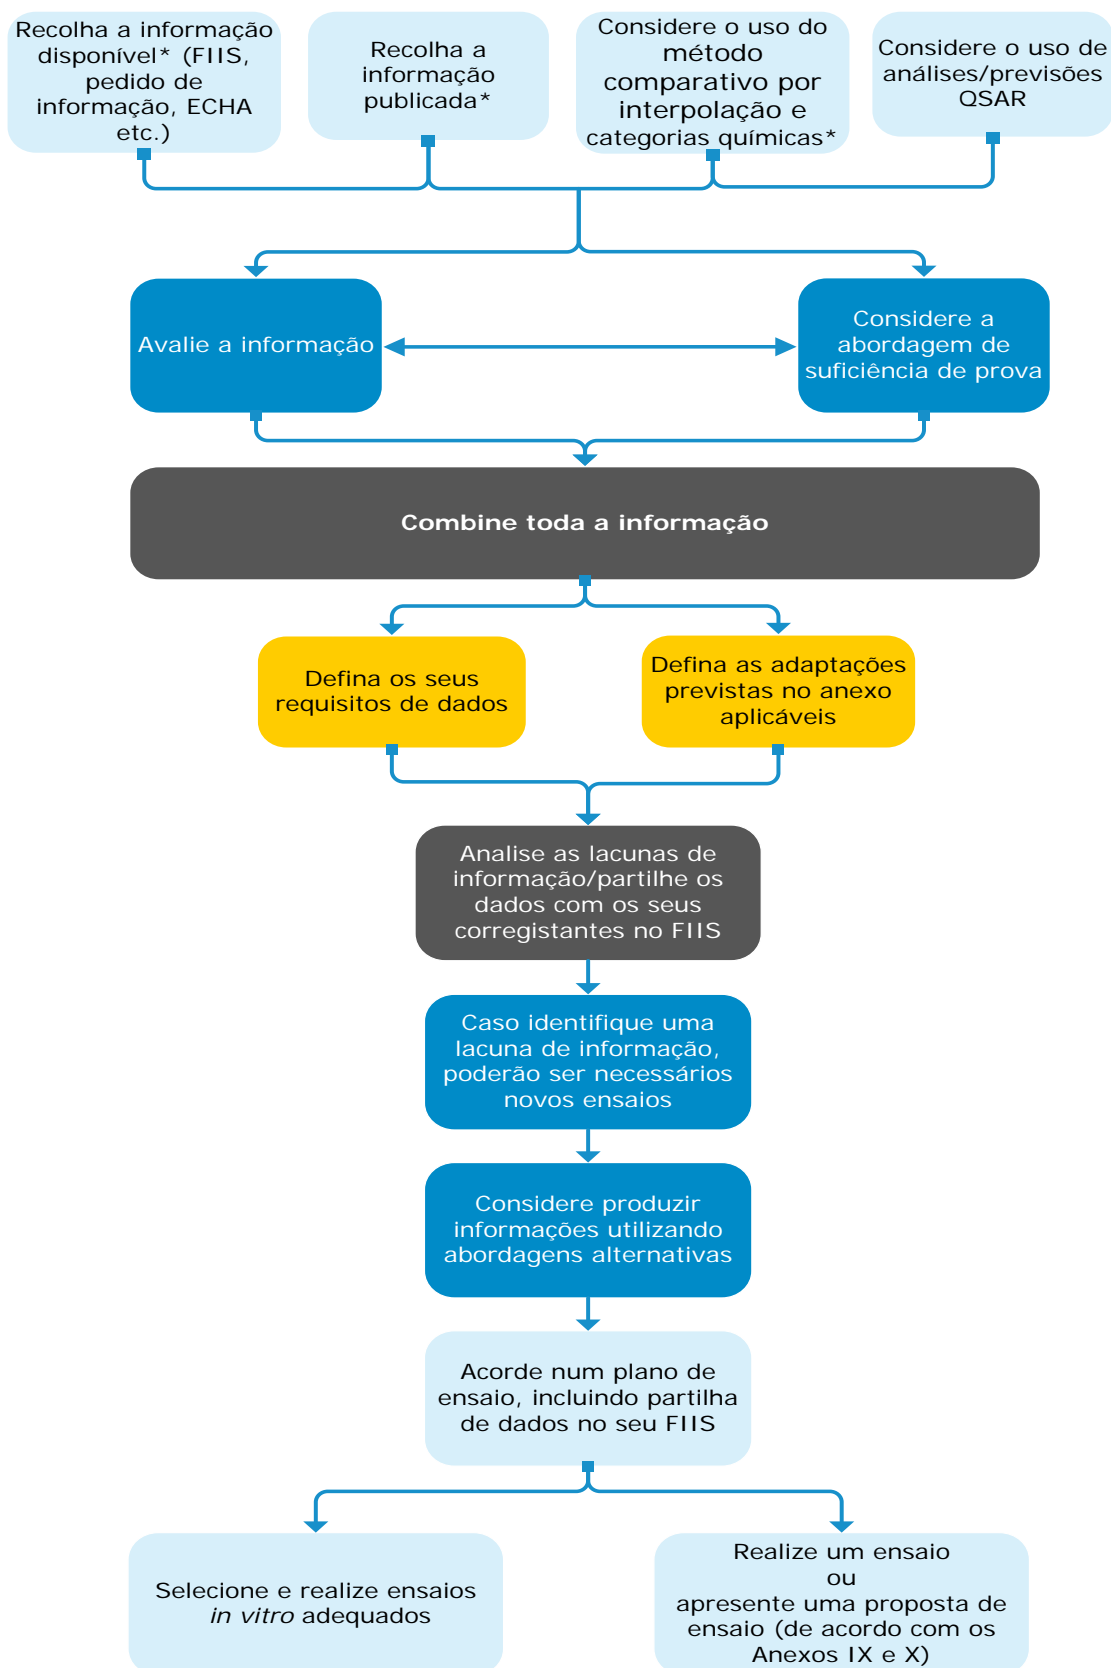 Recolha a informação
disponível* (FIIS,
pedido de
informação, ECHA
etc.)
Recolha a
informação
publicada*
Considere o uso do
método
comparativo por
interpolação e
categorias químicas*
Considere o uso de
análises/previsões
QSAR
Avalie a informação
Considere a
abordagem de
suficiência de prova
Combine toda a informação
Defina os seus
requisitos de dados
Defina as adaptações
previstas no anexo
aplicáveis
Analise as lacunas de
informação/partilhe os
dados com os seus
corregistantes no FIIS
Caso identifique uma
lacuna de informação,
poderão ser necessários
novos ensaios
Considere produzir
informações utilizando
abordagens alternativas
Acorde num plano de
ensaio, incluindo partilha
de dados no seu FIIS
Selecione e realize ensaios
in vitro adequados
Realize um ensaio
ou
apresente uma proposta de
ensaio (de acordo com os
Anexos IX e X)